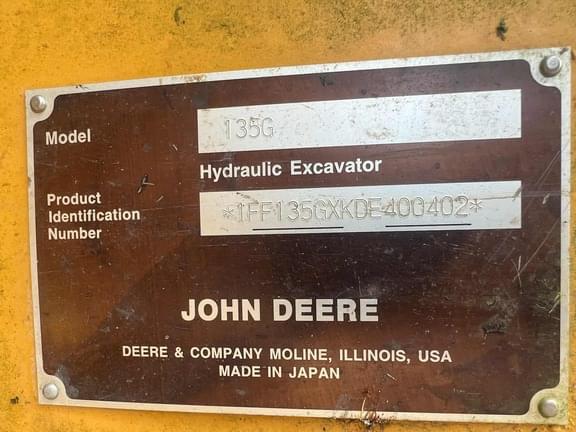 Model 135G
Hydraulic Excavator
Product
Identification
Number
*1FF135GXKDE400402*
JOHN DEERE
DEERE & COMPANY MOLINE, ILLINOIS, USA
MADE IN JAPAN